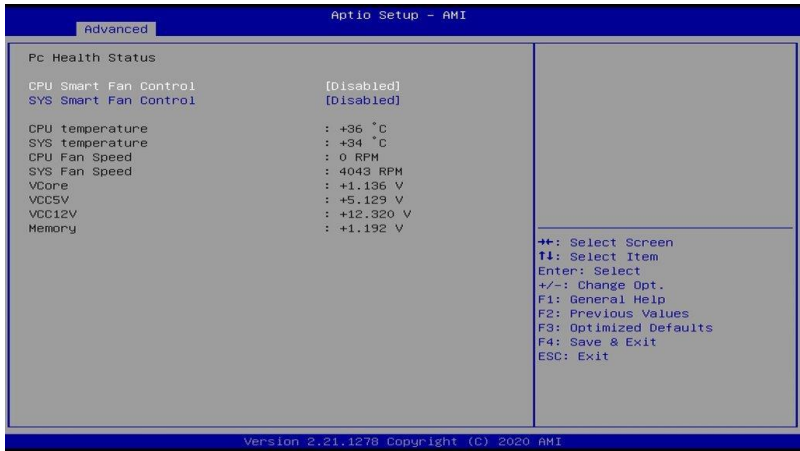 Aptio Setup - AMI
Advanced
Pc Health Status
CPU Smart Fan Control [Disabled]
SYS Smart Fan Control [Disabled]
CPU temperature : +36 °C
SYS temperature : +34 °C
CPU Fan Speed : 0 RPM
SYS Fan Speed : 4043 RPM
VCore : +1.136 V
VCC5V : +5.129 V
VCC12V : +12.320 V
Memory : +1.192 V
→←: Select Screen
↑↓: Select Item
Enter: Select
+/-: Change Opt.
F1: General Help
F2: Previous Values
F3: Optimized Defaults
F4: Save & Exit
ESC: Exit
Version 2.21.1278 Copyright (C) 2020 AMI